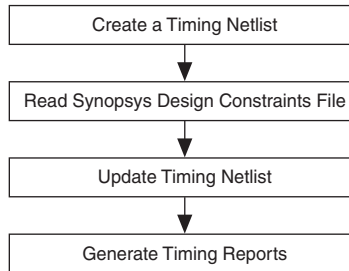 Create a Timing Netlist
Read Synopsys Design Constraints File
Update Timing Netlist
Generate Timing Reports